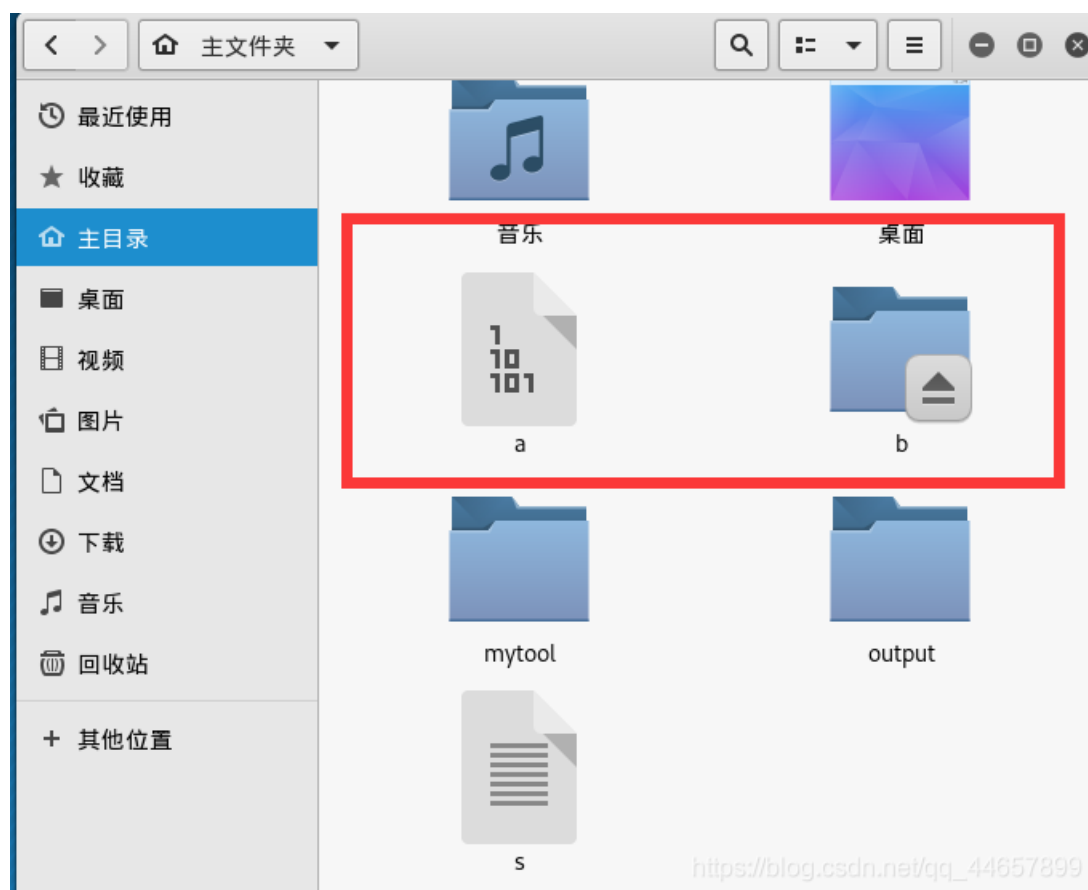 主文件夹
最近使用
收藏
主目录
桌面
视频
图片
文档
下载
音乐
回收站
其他位置
音乐
桌面
1
10
101
a
b
mytool
output
s
https://blog.csdn.net/qq_44657899